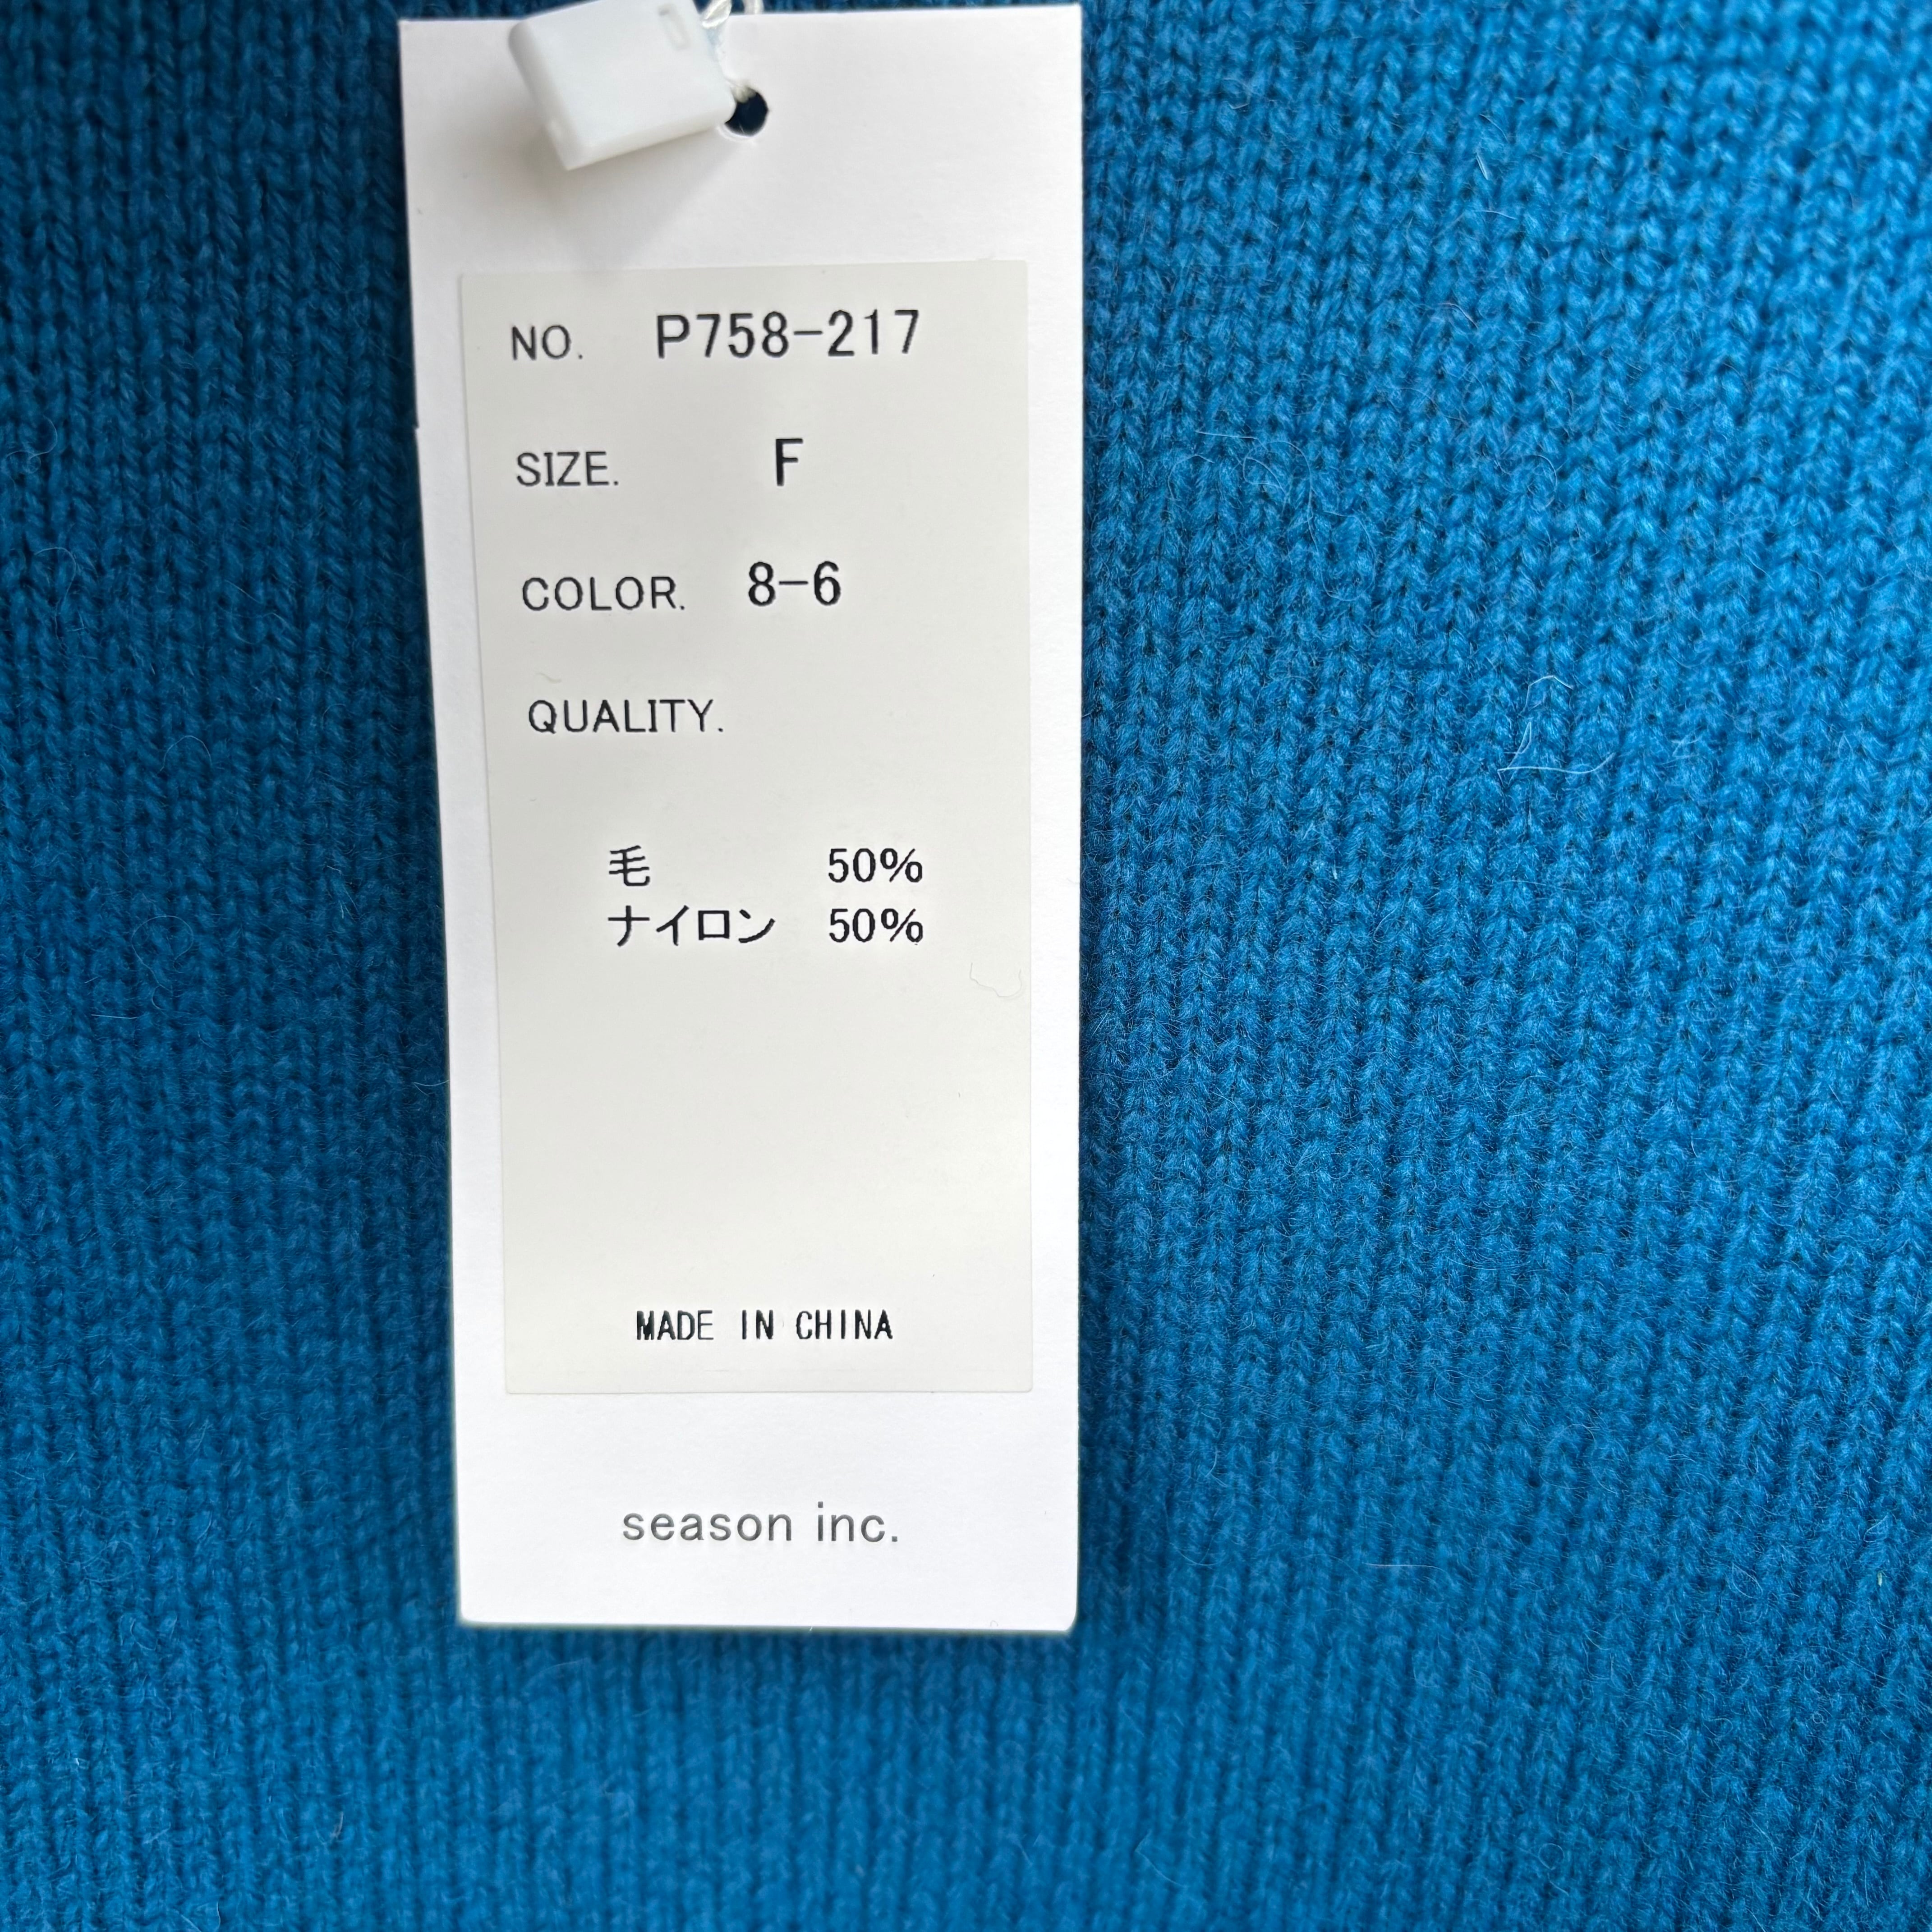 NO. P758-217
SIZE. F
COLOR. 8-6
QUALITY.
毛 50%
ナイロン 50%
MADE IN CHINA
season inc.